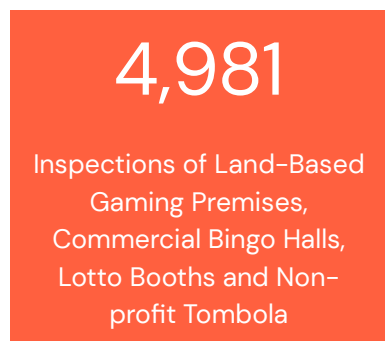 4,981
Inspections of Land-Based
Gaming Premises,
Commercial Bingo Halls,
Lotto Booths and Non-
profit Tombola